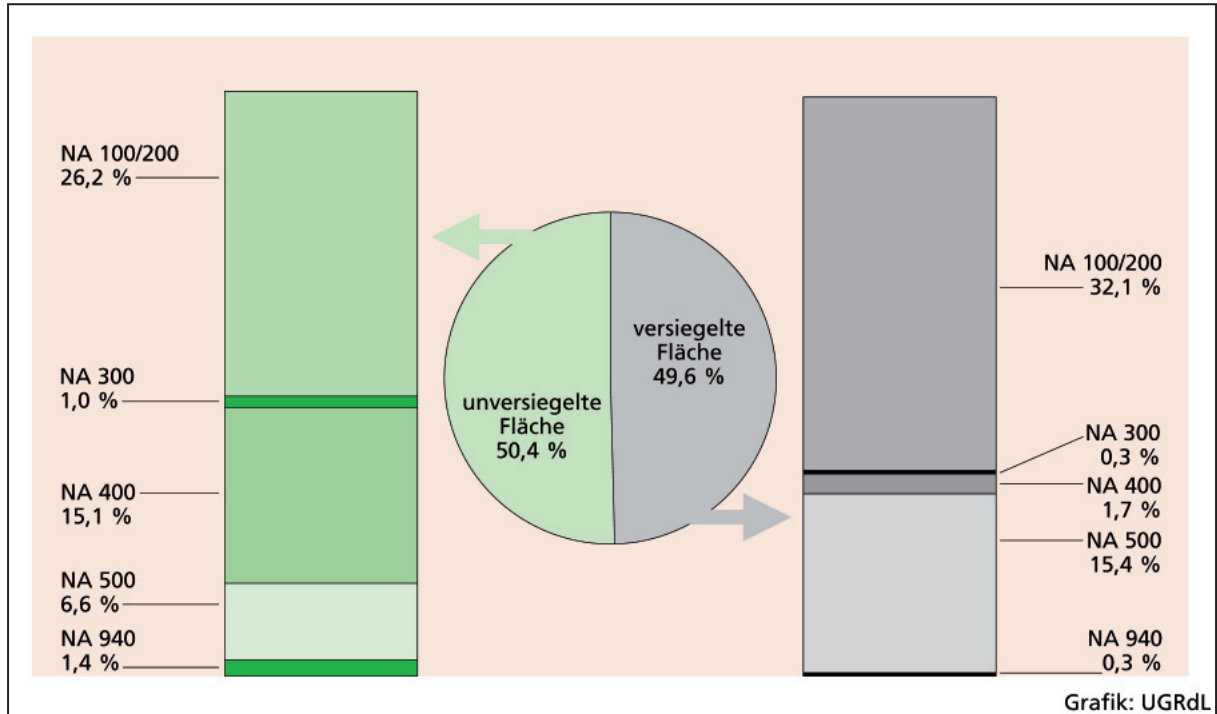 NA 100/200
26,2 %
NA 300
1,0 %
NA 400
15,1 %
NA 500
6,6 %
NA 940
1,4 %
unversiegelte
Fläche
50,4 %
versiegelte
Fläche
49,6 %
NA 100/200
32,1 %
NA 300
0,3 %
NA 400
1,7 %
NA 500
15,4 %
NA 940
0,3 %
Grafik: UGRdL